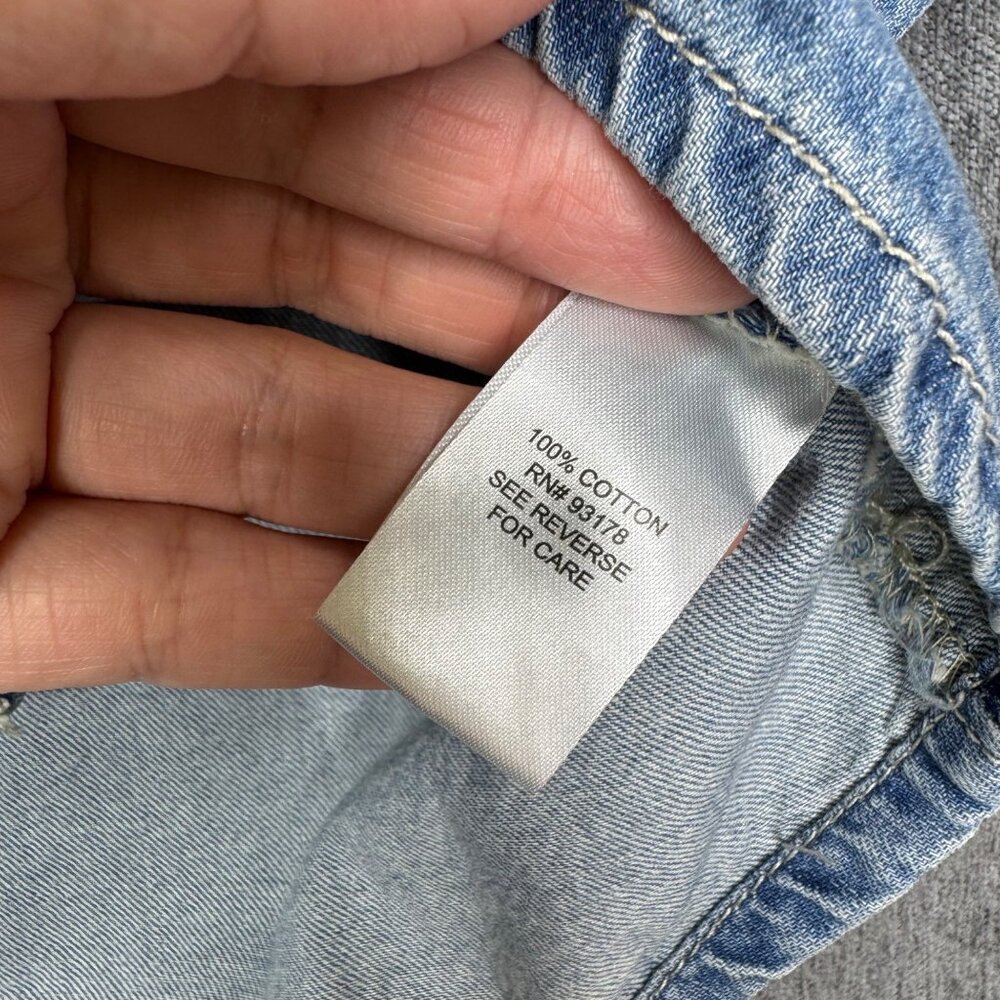 100% COTTON
RN# 93178
SEE REVERSE
FOR CARE